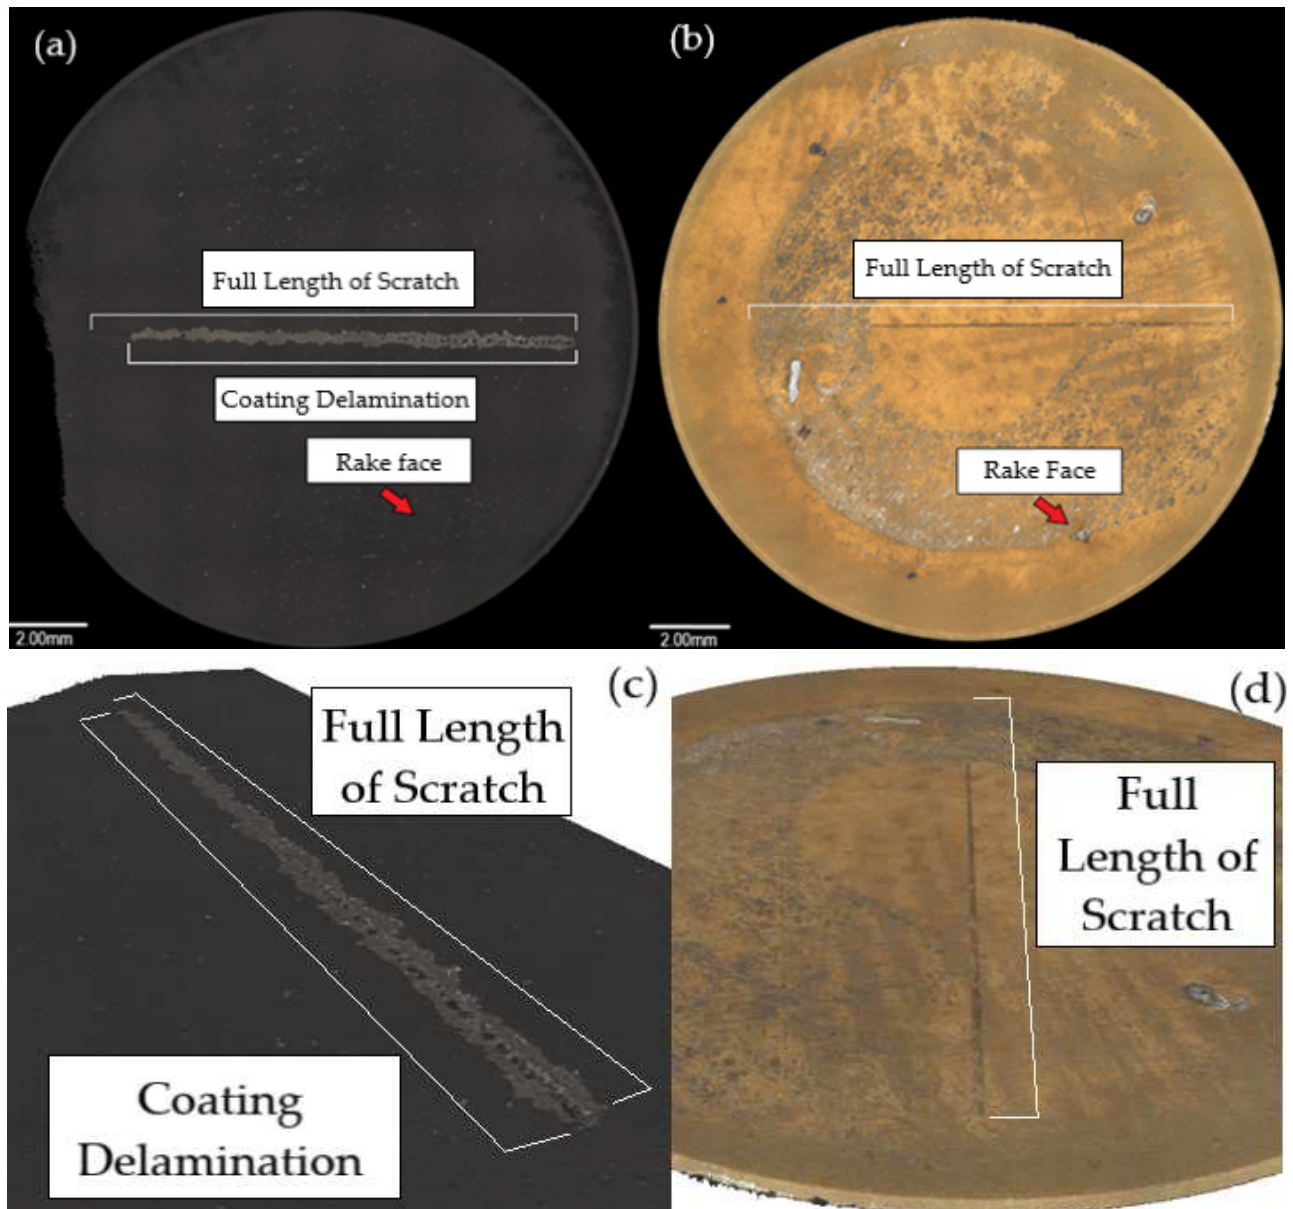 (a)
Full Length of Scratch
Coating Delamination
Rake face
2.00mm
(b)
Full Length of Scratch
Rake Face
2.00mm
(c)
Full Length
of Scratch
Coating
Delamination
(d)
Full
Length of
Scratch